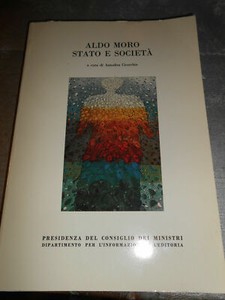 ALDO MORO
STATO E SOCIETÀ
a cura di
PRESIDENZA DEL CONSIGLIO DEI MINISTRI
DIPARTIMENTO PER L'INFORMAZIONE E L'EDITORIA